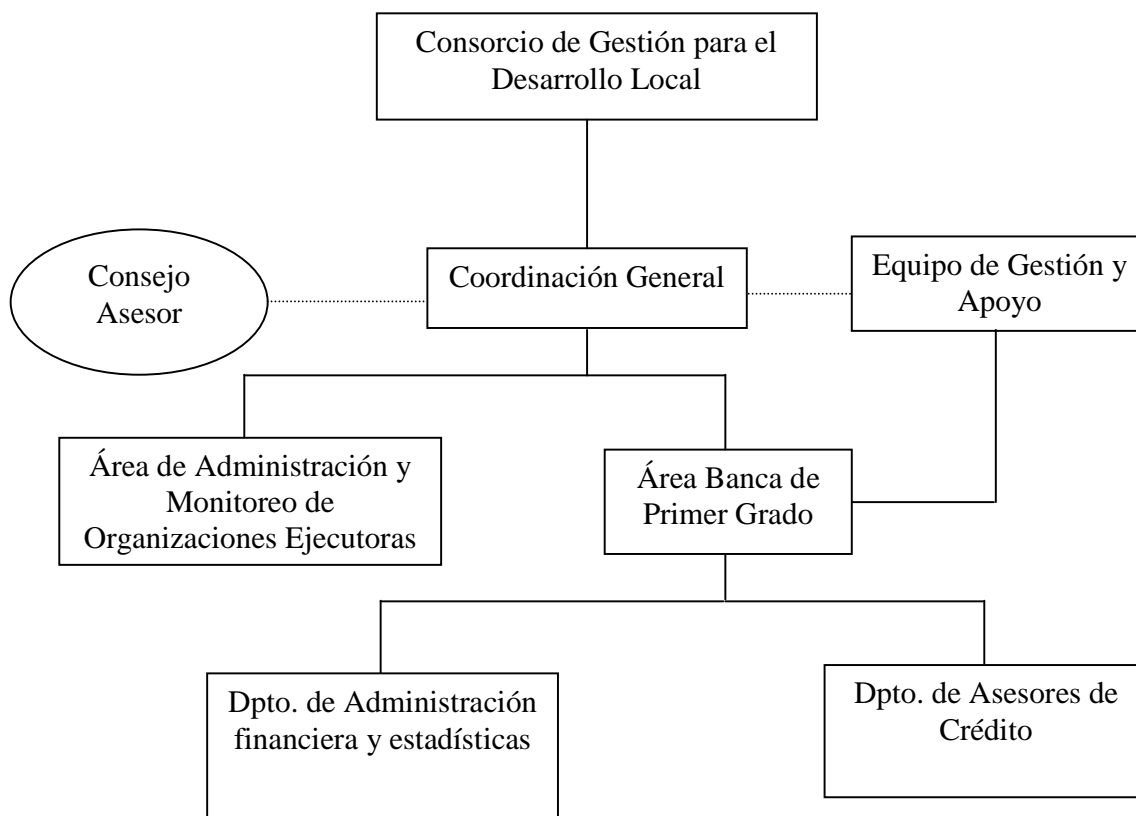 Consorcio de Gestión para el
Desarrollo Local
Consejo
Asesor
Coordinación General
Equipo de Gestión y
Apoyo
Área de Administración y
Monitoreo de
Organizaciones Ejecutoras
Área Banca de
Primer Grado
Dpto. de Administración
financiera y estadísticas
Dpto. de Asesores de
Crédito